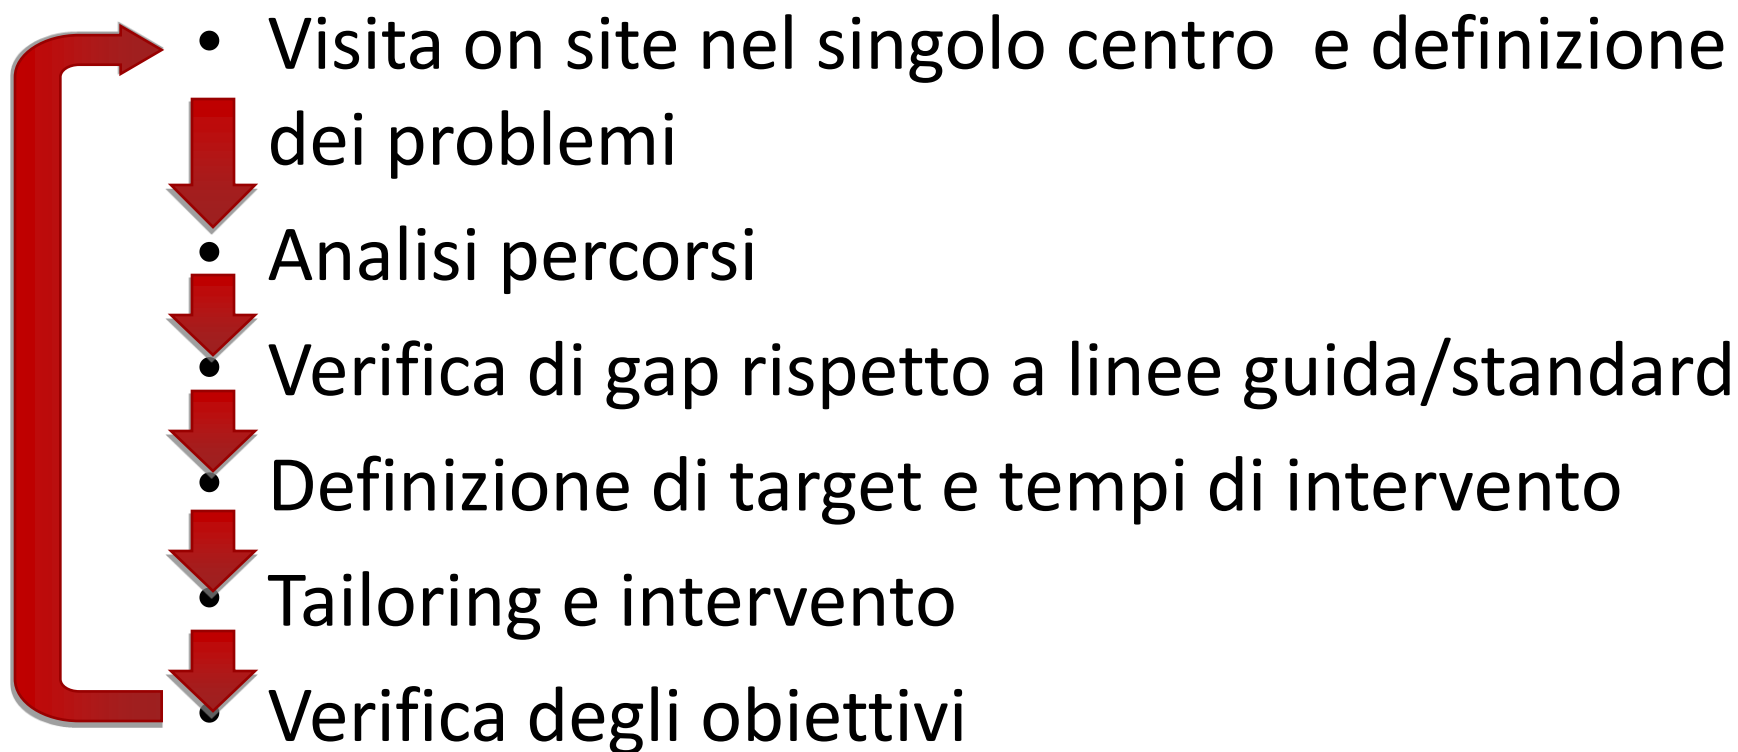 • Visita on site nel singolo centro e definizione
dei problemi
• Analisi percorsi
• Verifica di gap rispetto a linee guida/standard
• Definizione di target e tempi di intervento
• Tailoring e intervento
• Verifica degli obiettivi